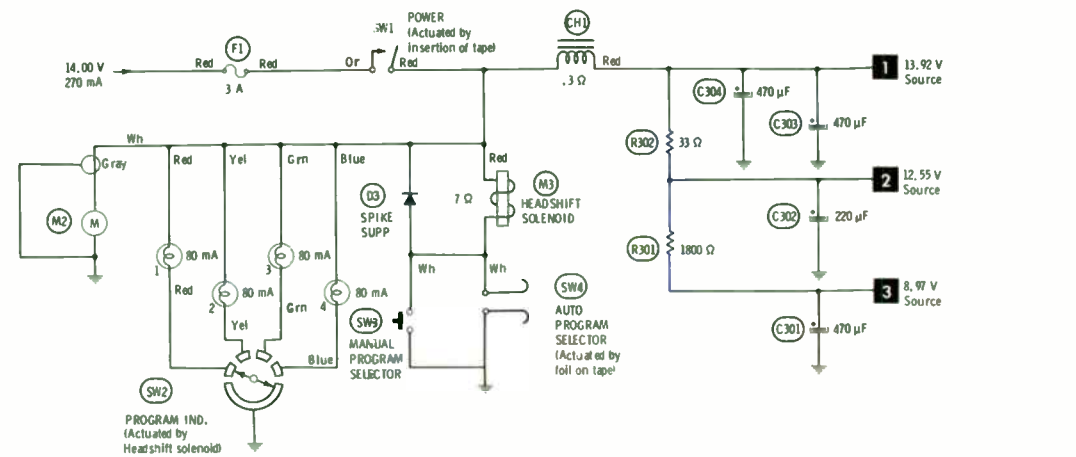 14.00 V
270 mA
Red
F1
Red
3 A
Or
SW1
POWER
(Actuated by
insertion of tape)
Red
CH1
.3 Ω
Red
1
13.92 V
Source
C304
470 µF
C303
470 µF
R302
33 Ω
2
12.55 V
Source
C302
220 µF
R301
1800 Ω
3
8.97 V
Source
C301
470 µF
Wh
Gray
M2
M
Red
Yel
Grn
Blue
Red
D3
SPIKE
SUPP
7 Ω
M3
HEADSHIFT
SOLENOID
1
80 mA
2
80 mA
3
80 mA
4
80 mA
Red
Yel
Grn
Blue
Wh
Wh
SW3
MANUAL
PROGRAM
SELECTOR
SW4
AUTO
PROGRAM
SELECTOR
(Actuated by
foil on tape)
SW2
PROGRAM IND.
(Actuated by
Headshift solenoid)